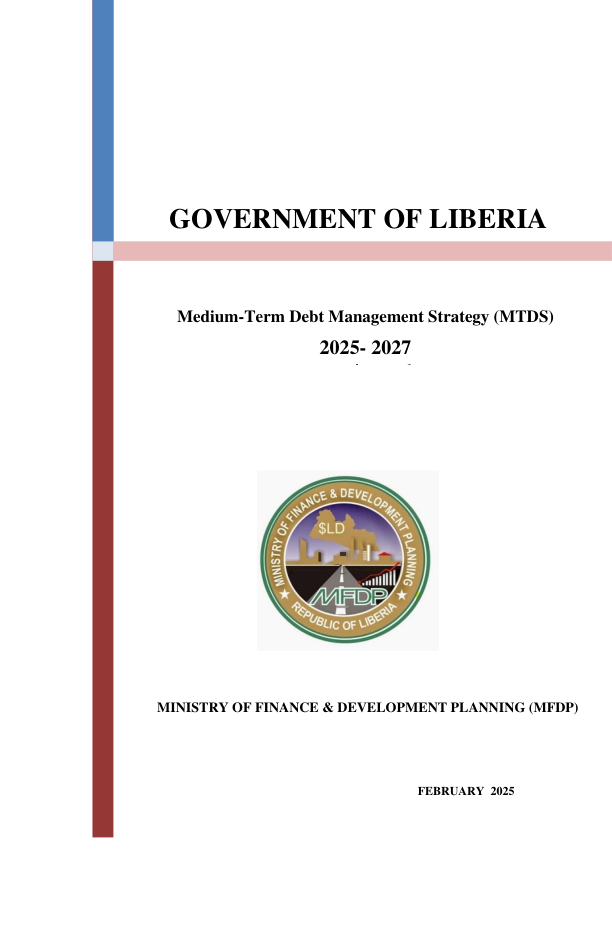 GOVERNMENT OF LIBERIA
Medium-Term Debt Management Strategy (MTDS)
2025- 2027
MINISTRY OF FINANCE & DEVELOPMENT PLANNING
$LD
MFDP
REPUBLIC OF LIBERIA
MINISTRY OF FINANCE & DEVELOPMENT PLANNING (MFDP)
FEBRUARY 2025